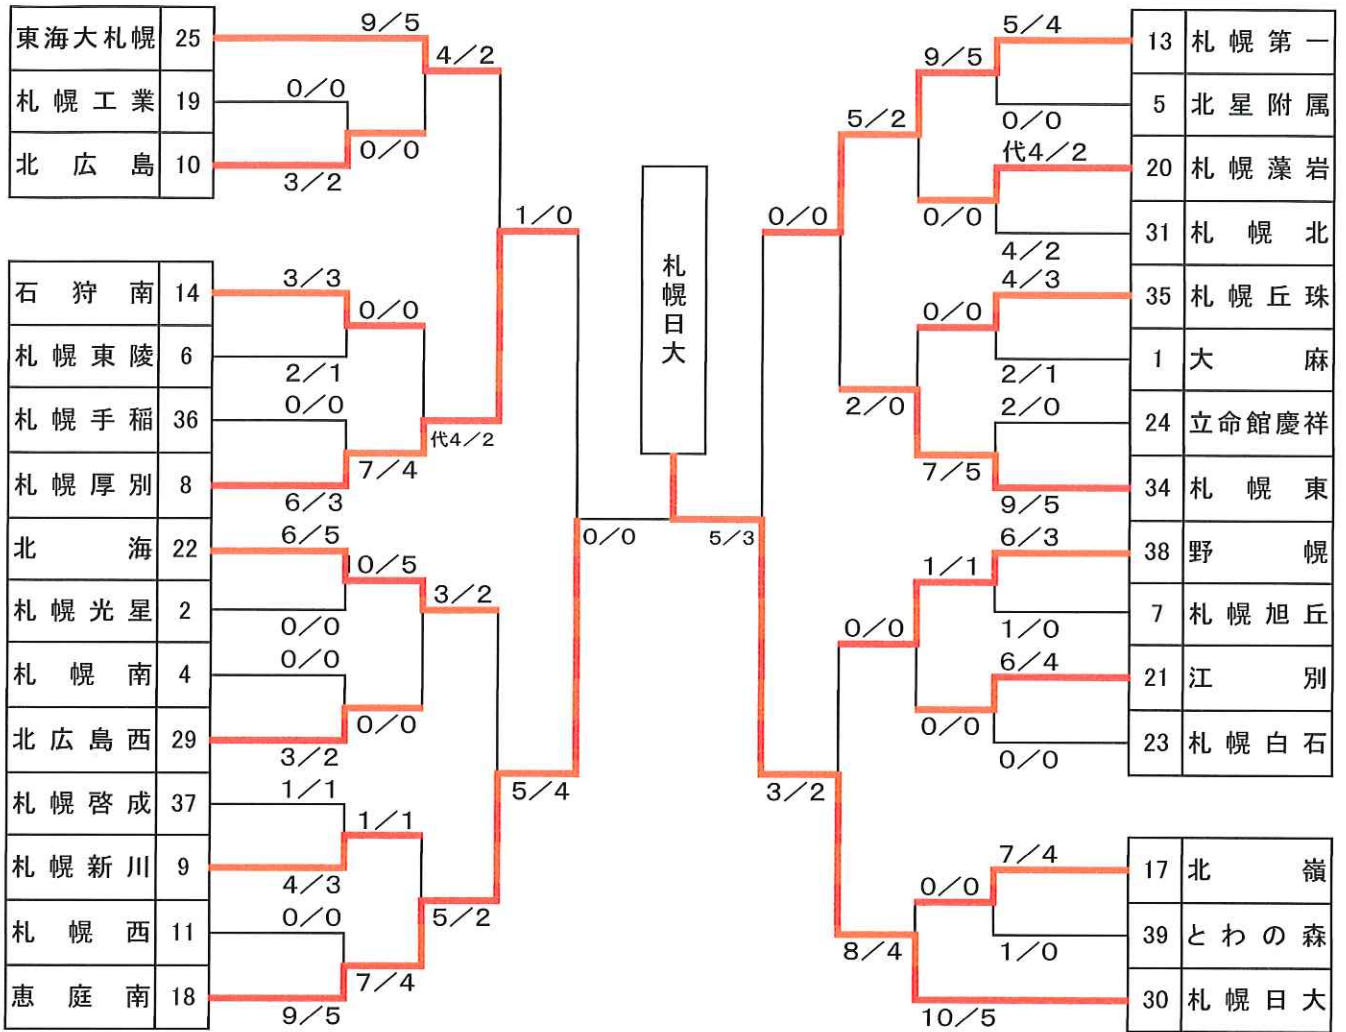 東海大札幌 25
札幌工業 19
北広島 10
9/5
0/0
3/2
0/0
4/2
石狩南 14
札幌東陵 6
札幌手稲 36
札幌厚別 8
北海 22
札幌光星 2
札幌南 4
北広島西 29
札幌啓成 37
札幌新川 9
札幌西 11
恵庭南 18
3/3
2/1
0/0
6/3
6/5
0/0
0/0
3/2
1/1
4/3
0/0
9/5
0/0
7/4
0/5
0/0
1/1
7/4
代4/2
3/2
5/2
1/0
5/4
0/0
札幌日大
5/3
0/0
3/2
5/2
2/0
0/0
8/4
9/5
0/0
0/0
7/5
1/1
0/0
0/0
10/5
5/4
0/0
代4/2
4/2
4/3
2/1
2/0
9/5
6/3
1/0
6/4
0/0
7/4
1/0
13 札幌第一
5 北星附属
20 札幌藻岩
31 札幌北
35 札幌丘珠
1 大麻
24 立命館慶祥
34 札幌東
38 野幌
7 札幌旭丘
21 江別
23 札幌白石
17 北嶺
39 とわの森
30 札幌日大